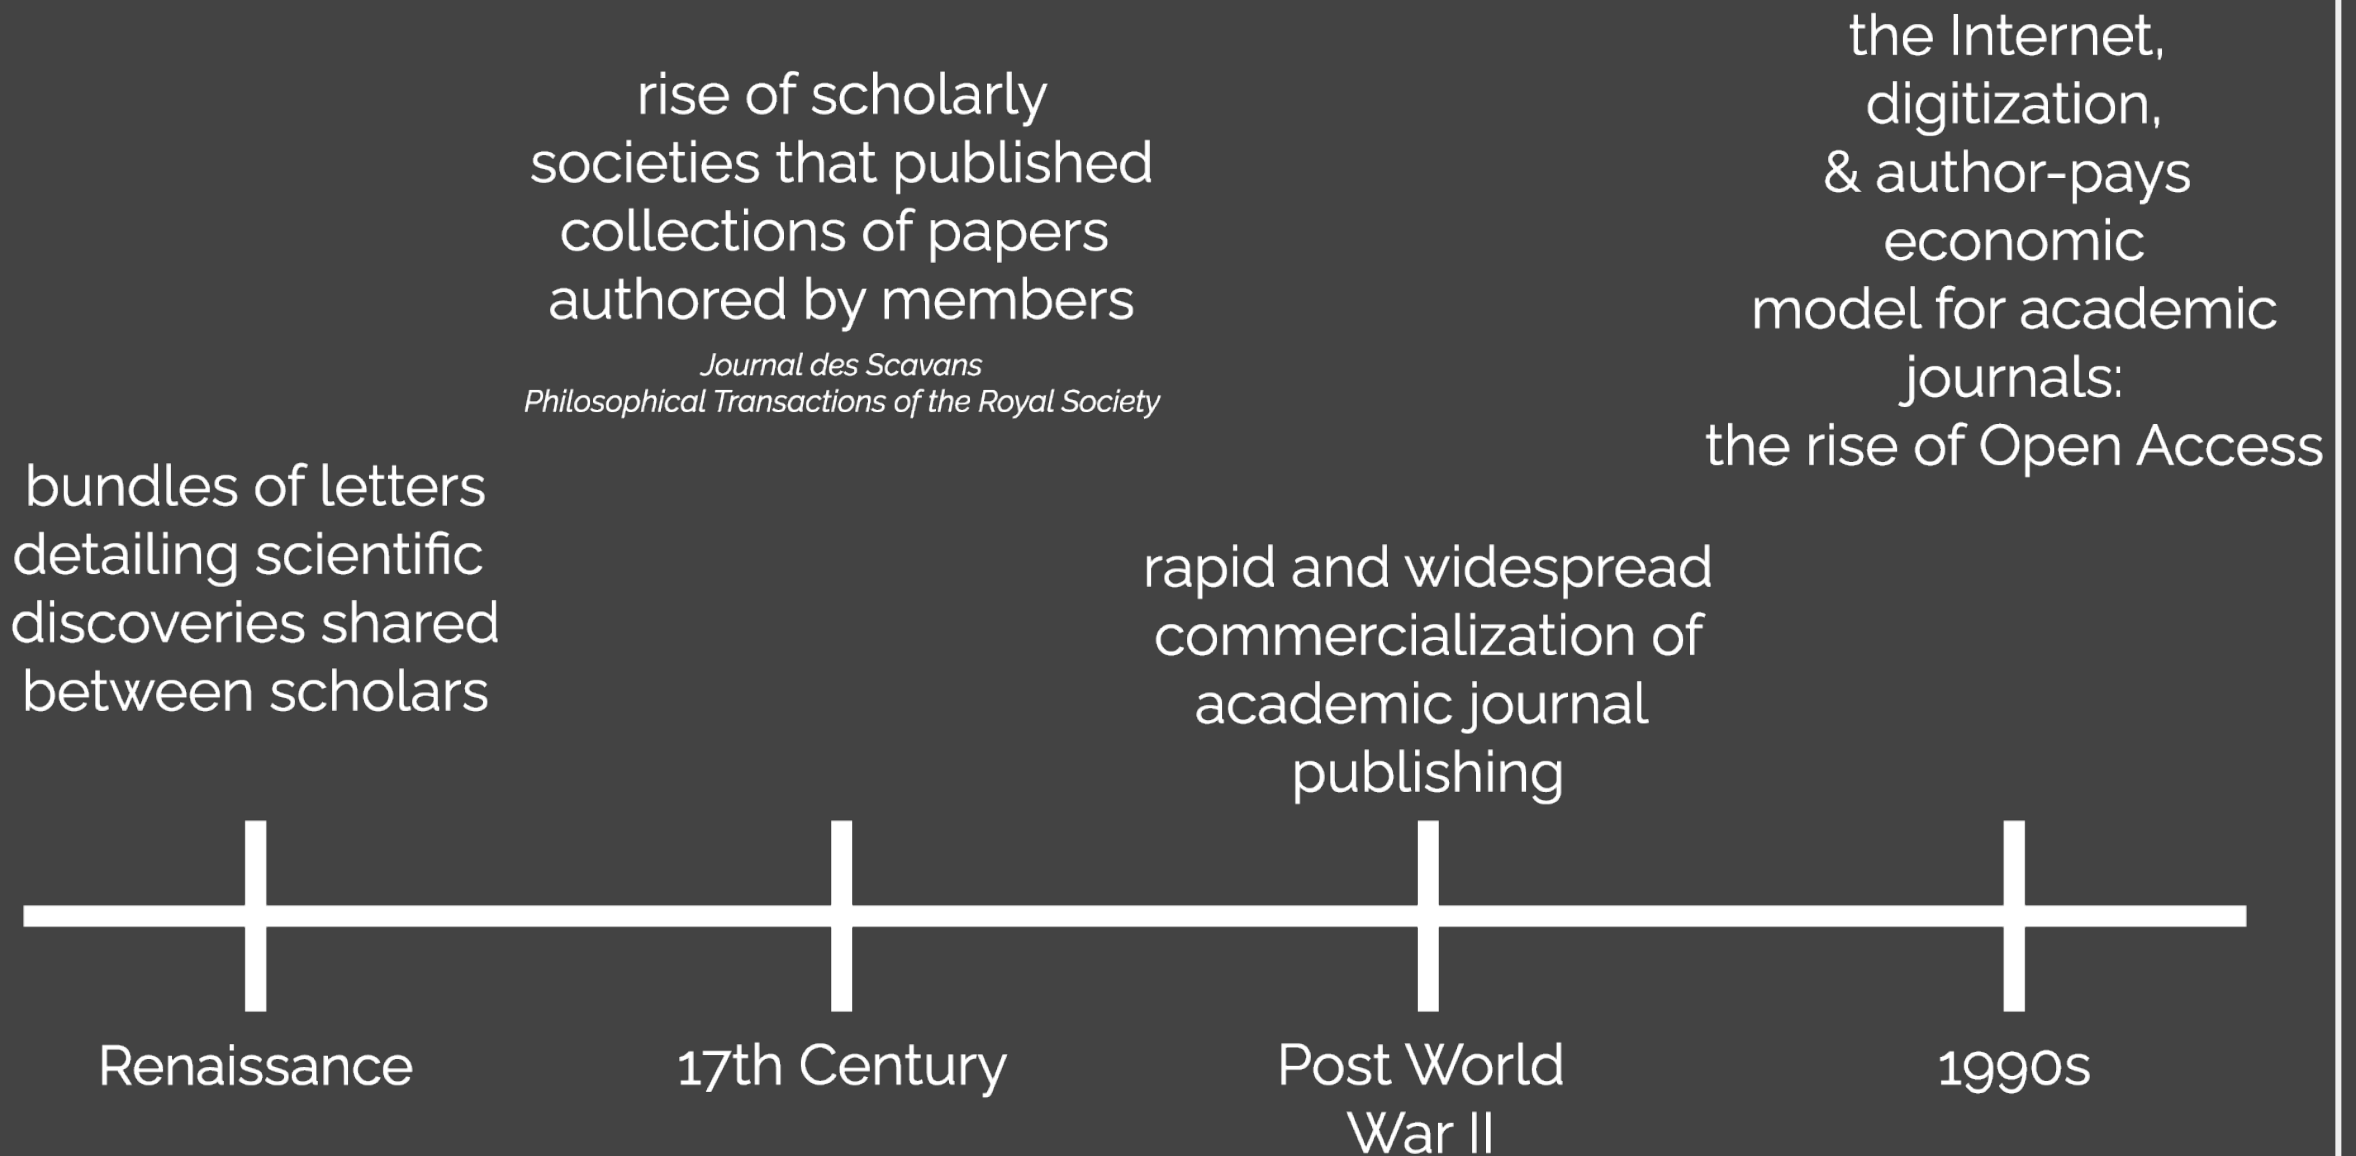 bundles of letters
detailing scientific
discoveries shared
between scholars
Renaissance
rise of scholarly
societies that published
collections of papers
authored by members
Journal des Scavans
Philosophical Transactions of the Royal Society
17th Century
rapid and widespread
commercialization of
academic journal
publishing
Post World
War II
the Internet,
digitization,
& author-pays
economic
model for academic
journals:
the rise of Open Access
1990s